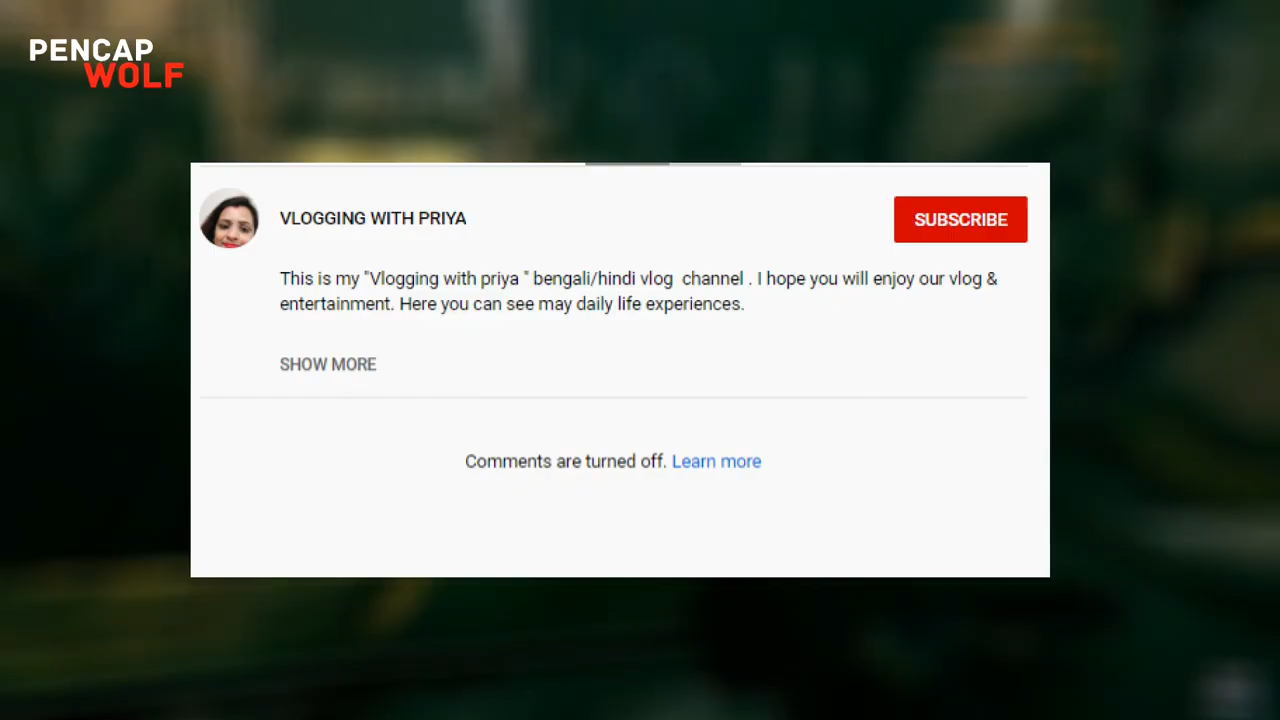 PENCAP
WOLF
VLOGGING WITH PRIYA
SUBSCRIBE
This is my "Vlogging with priya " bengali/hindi vlog  channel . I hope you will enjoy our vlog &
entertainment. Here you can see may daily life experiences.
SHOW MORE
Comments are turned off. Learn more